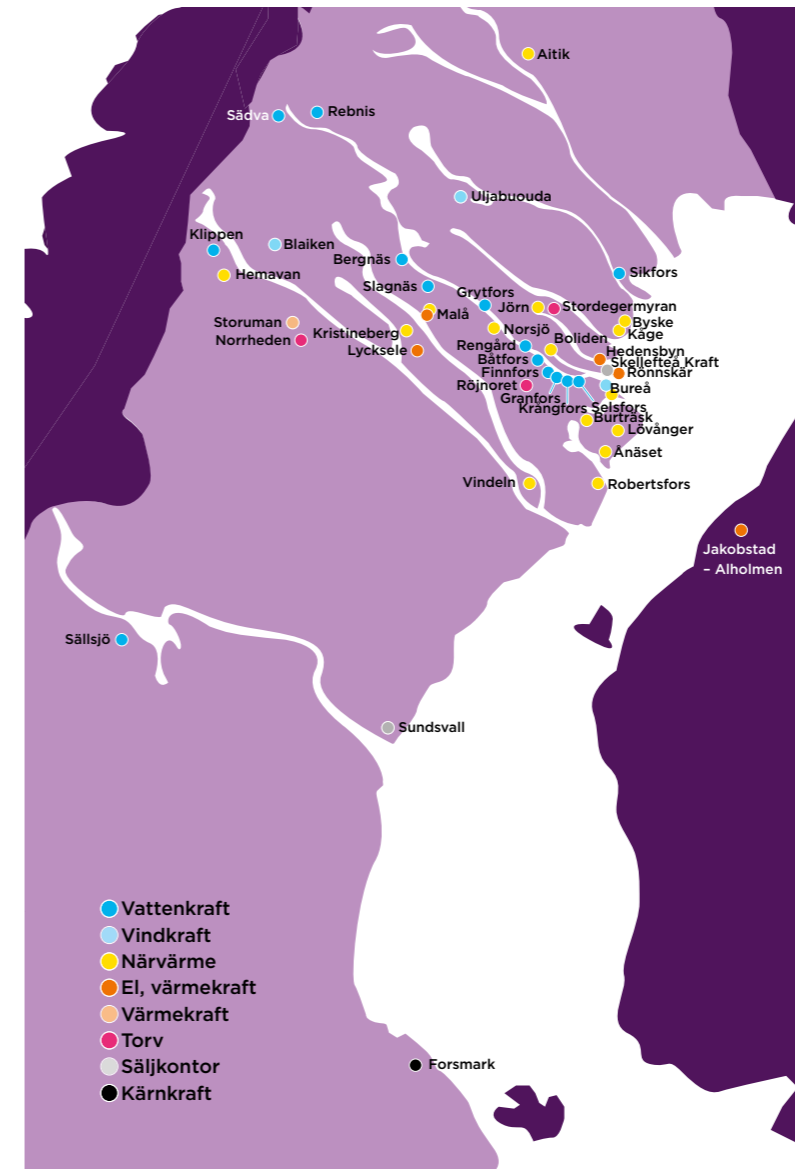 Aitik
Sädva
Rebnis
Uljabuouda
Klippen
Blaiken
Bergnäs
Hemavan
Sikfors
Slagnäs
Grytfors
Jörn
Stordegermyran
Malå
Storuman
Kristineberg
Norsjö
Byske
Kåge
Norrheden
Lycksele
Rengård
Boliden
Hedensbyn
Båtfors
Skellefteå Kraft
Finnfors
Rönnskär
Röjnoret
Bureå
Granfors
Krångfors
Selsfors
Burträsk
Lövånger
Ånäset
Vindeln
Robertsfors
Jakobstad
– Alholmen
Sällsjö
Sundsvall
Vattenkraft
Vindkraft
Närvärme
El, värmekraft
Värmekraft
Torv
Säljkontor
Kärnkraft
Forsmark